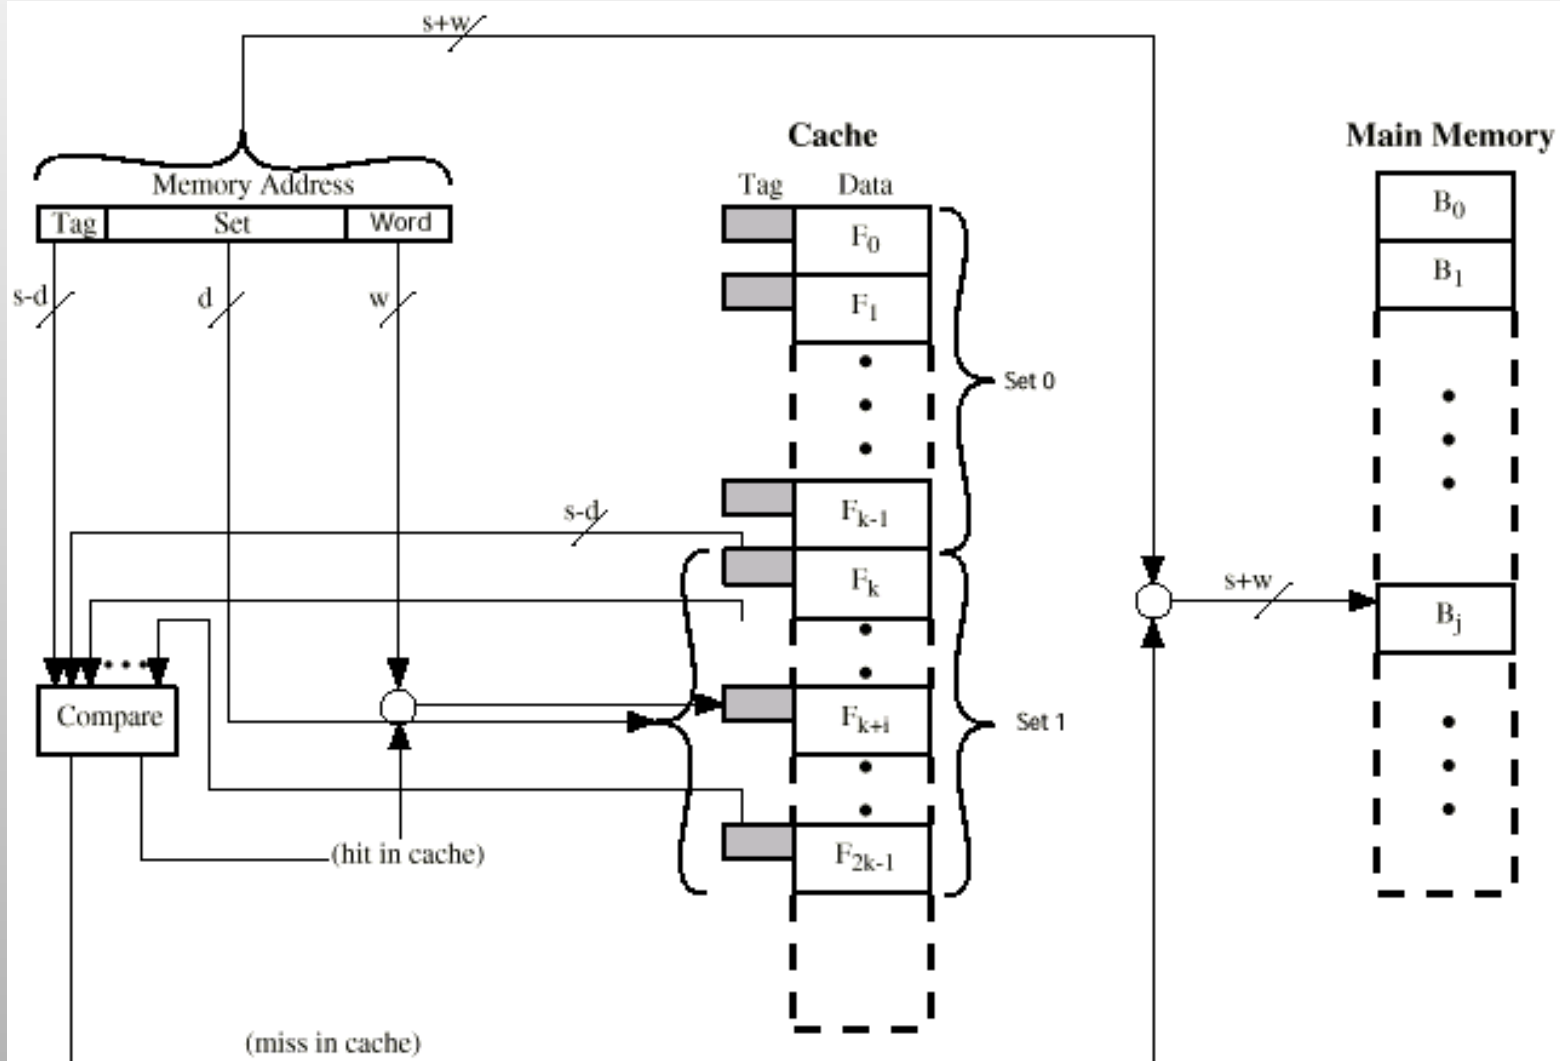 s+w
Cache
Main Memory
Memory Address
Tag Data
Tag Set Word
B0
F0
B1
s-d d w
F1
Set 0
s-d
Fk-1
Fk
s+w
Bj
Compare
Fk+i
Set 1
(hit in cache)
F2k-1
(miss in cache)